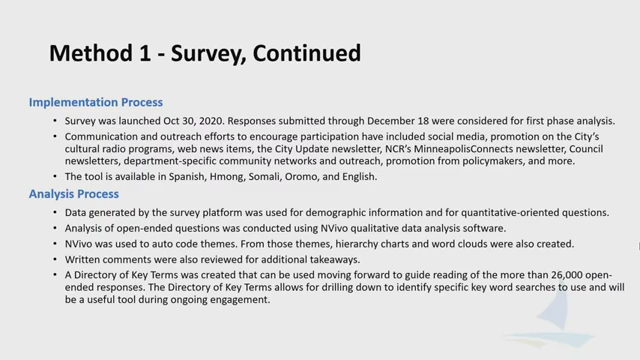 Method 1 - Survey, Continued
Implementation Process
• Survey was launched Oct 30, 2020. Responses submitted through December 18 were considered for first phase analysis.
• Communication and outreach efforts to encourage participation have included social media, promotion on the City's
cultural radio programs, web news items, the City Update newsletter, NCR's MinneapolisConnects newsletter, Council
newsletters, department-specific community networks and outreach, promotion from policymakers, and more.
• The tool is available in Spanish, Hmong, Somali, Oromo, and English.
Analysis Process
• Data generated by the survey platform was used for demographic information and for quantitative-oriented questions.
• Analysis of open-ended questions was conducted using NVivo qualitative data analysis software.
• NVivo was used to auto code themes. From those themes, hierarchy charts and word clouds were also created.
• Written comments were also reviewed for additional takeaways.
• A Directory of Key Terms was created that can be used moving forward to guide reading of the more than 26,000 open-
ended responses. The Directory of Key Terms allows for drilling down to identify specific key word searches to use and will
be a useful tool during ongoing engagement.